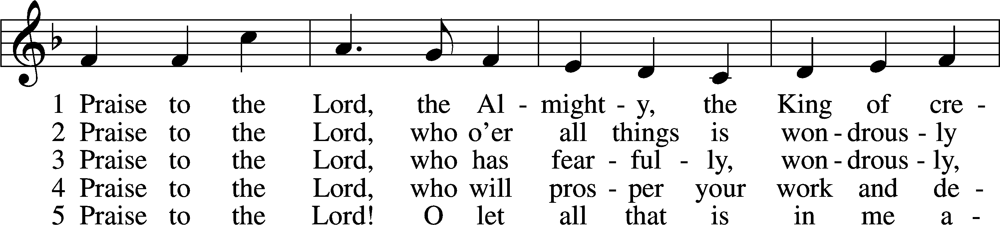 1 Praise to the Lord, the Al - might - y, the King of cre -
2 Praise to the Lord, who o’er all things is won - drous - ly
3 Praise to the Lord, who has fear - ful - ly, won - drous - ly,
4 Praise to the Lord, who will pros - per your work and de -
5 Praise to the Lord! O let all that is in me a -